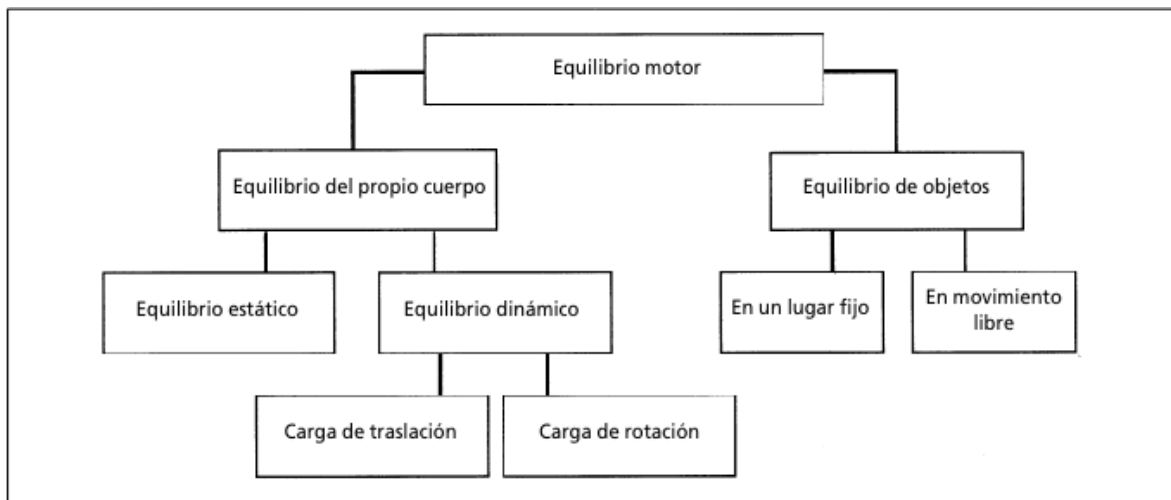 Equilibrio motor
Equilibrio del propio cuerpo
Equilibrio de objetos
Equilibrio estático
Equilibrio dinámico
En un lugar fijo
En movimiento
libre
Carga de traslación
Carga de rotación